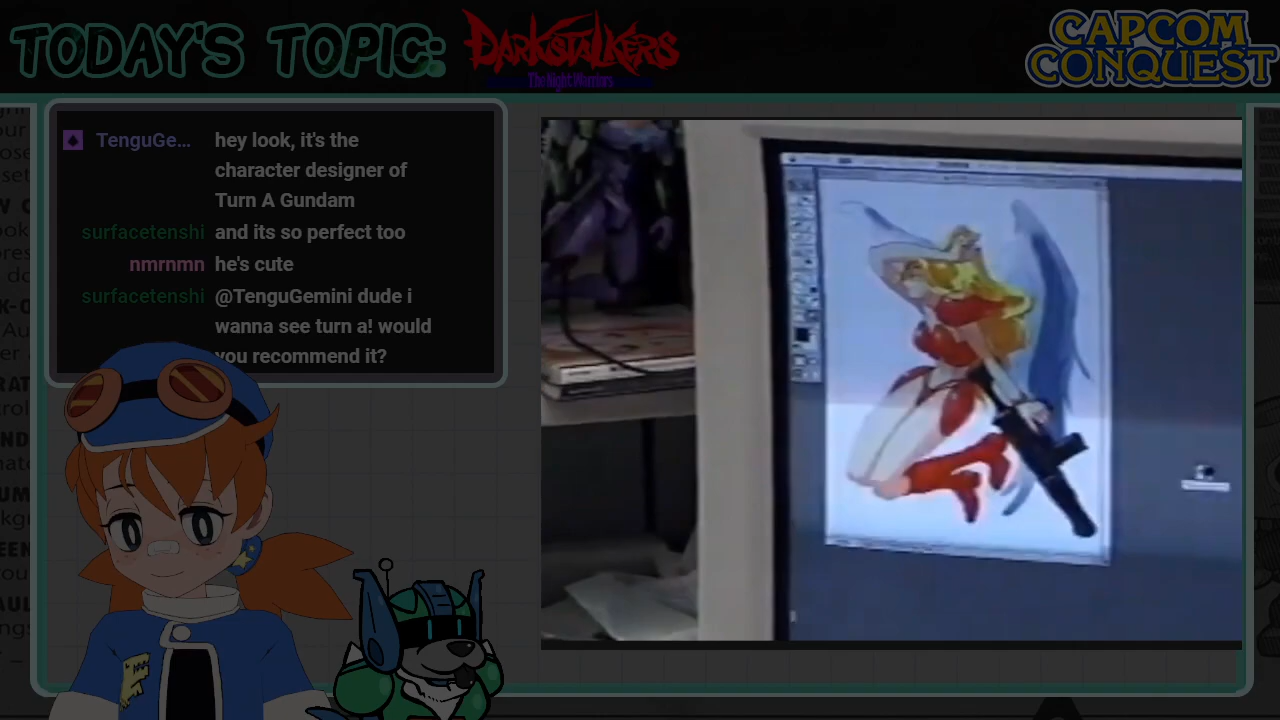 TODAY'S TOPIC:
DARKSTALKERS
The Night Warriors
CAPCOM
CONQUEST
TenguGe... hey look, it's the
character designer of
Turn A Gundam
surfacetenshi and its so perfect too
nmrnmn he's cute
surfacetenshi @TenguGemini dude i
wanna see turn a! would
you recommend it?